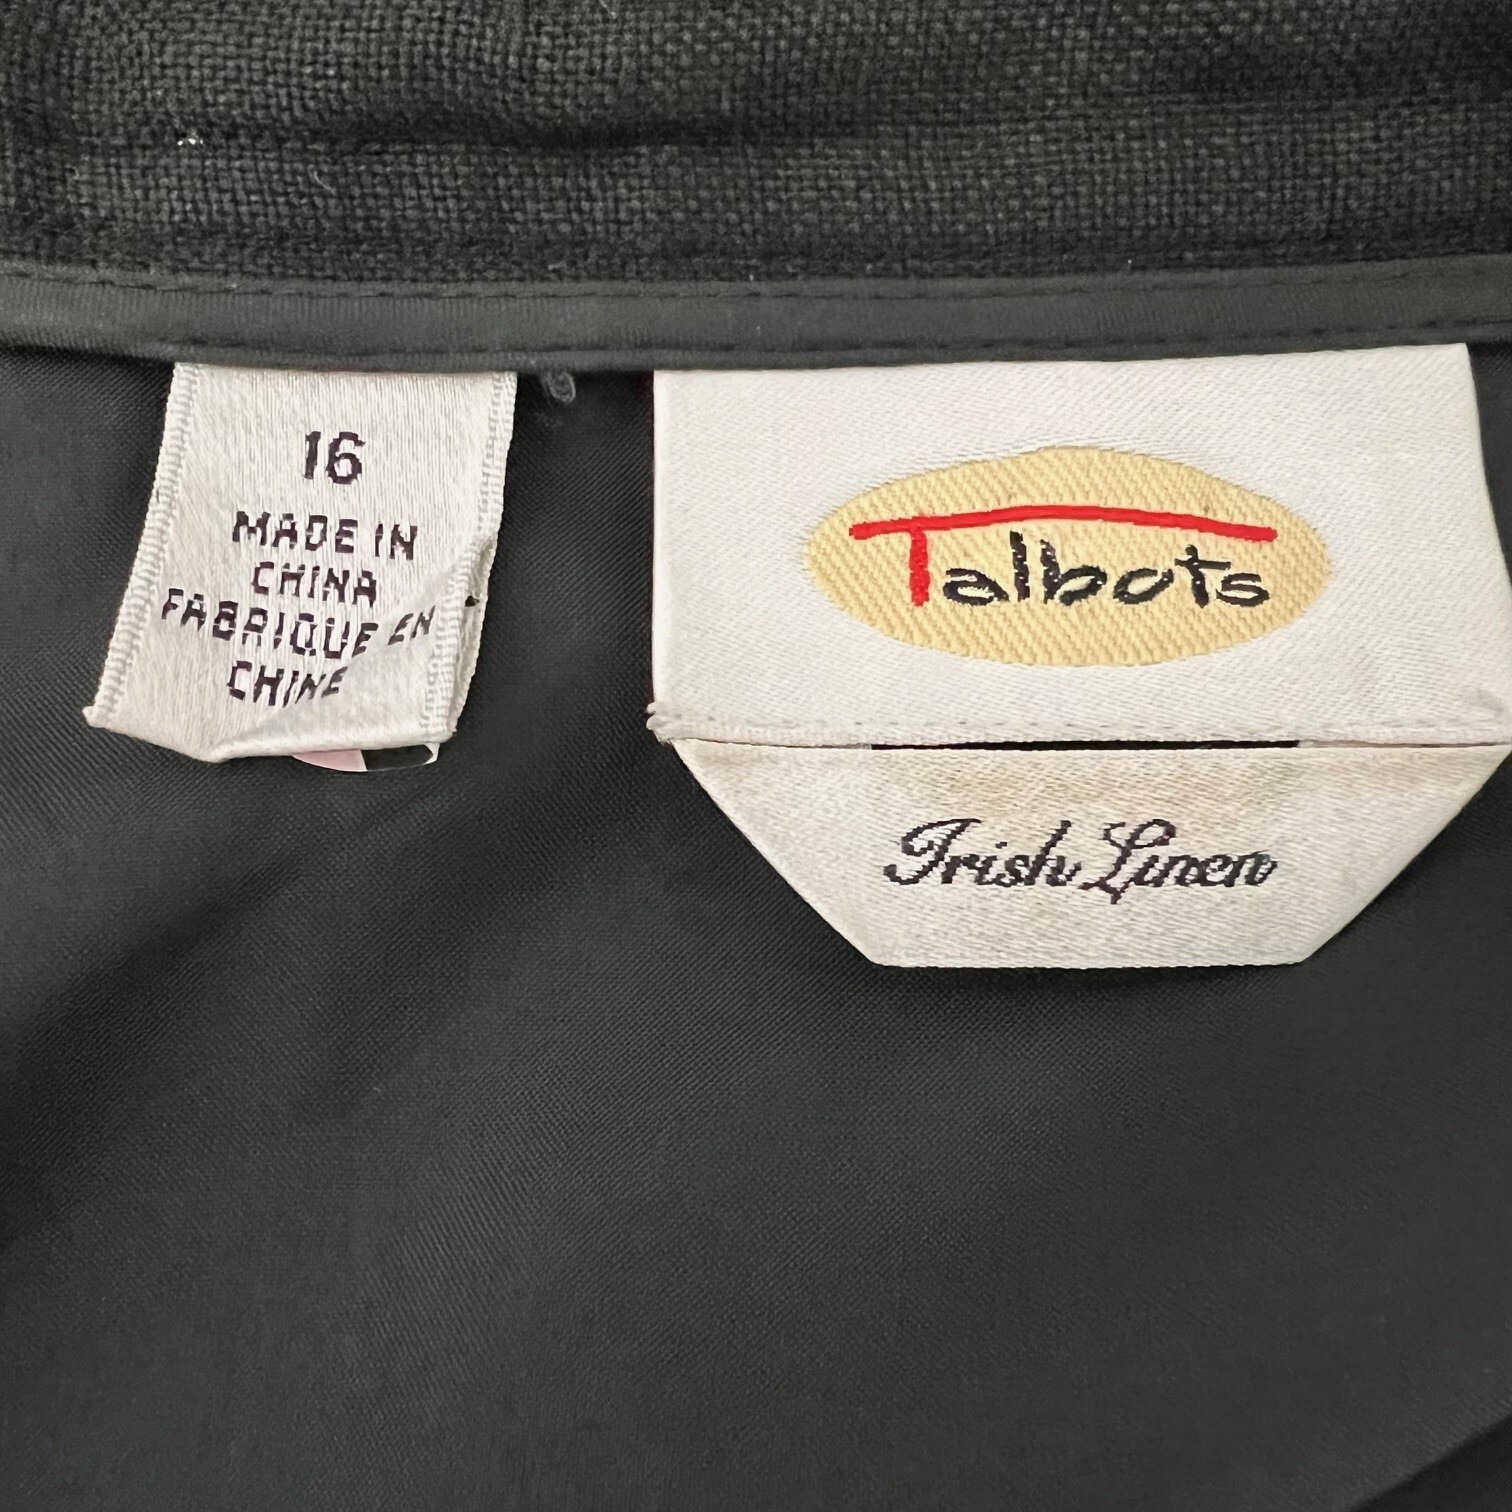 16
MADE IN
CHINA
FABRIQUE EN
CHINE
Talbots
Irish Linen